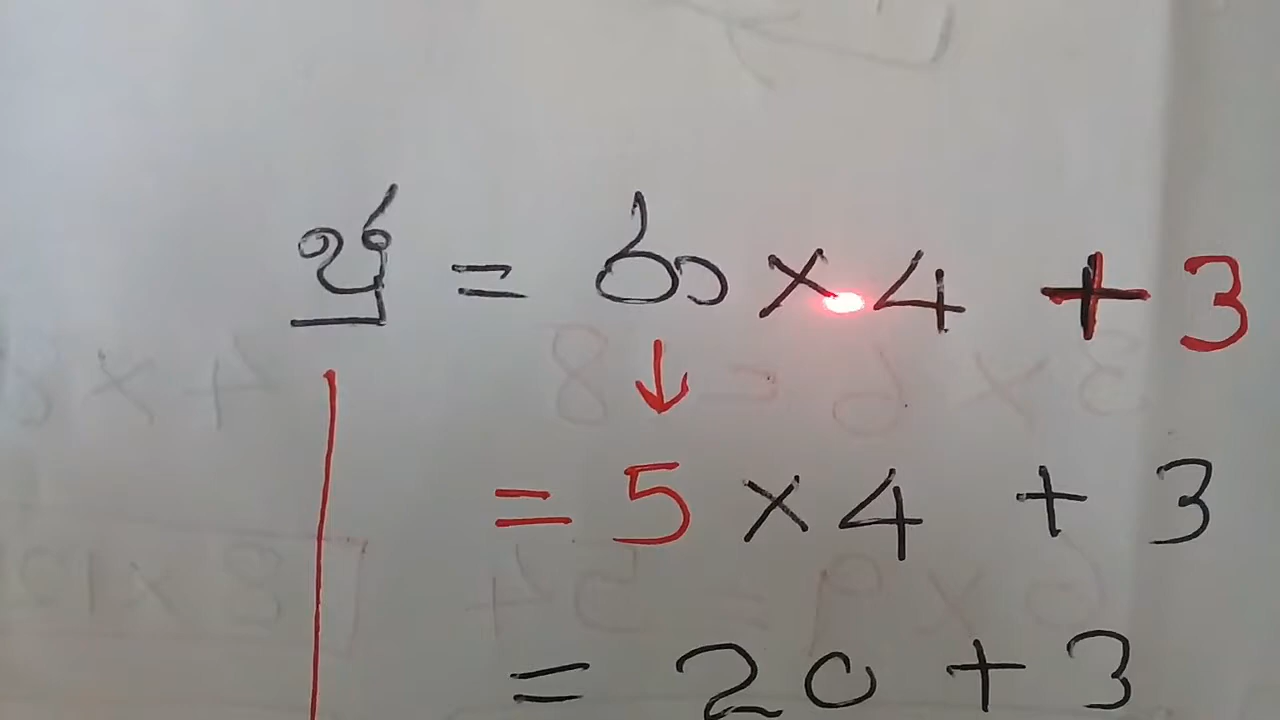 = × 4 + 3
↓
= 5 × 4 + 3
= 20 + 3